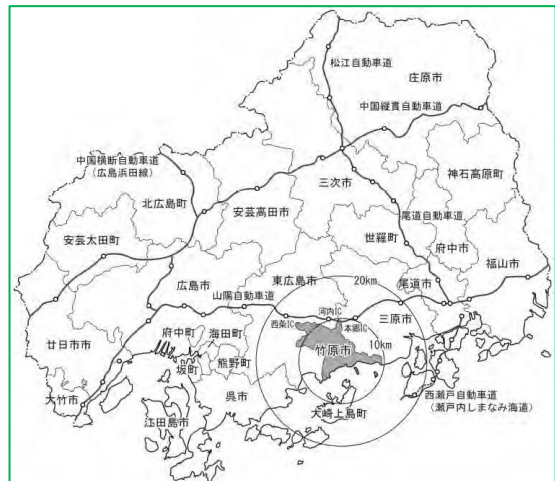 松江自動車道
庄原市
中国縦貫自動車道
中国横断自動車道
(広島浜田線)
三次市
神石高原町
北広島町
安芸高田市
尾道自動車道
安芸太田町
世羅町
府中市
広島市
東広島市
20km
尾道市
福山市
山陽自動車道
河内IC
西条IC
本郷IC
三原市
廿日市市
府中町
海田町
竹原市
10km
坂町
熊野町
大竹市
呉市
大崎上島町
西瀬戸自動車道
(瀬戸内しまなみ海道)
江田島市